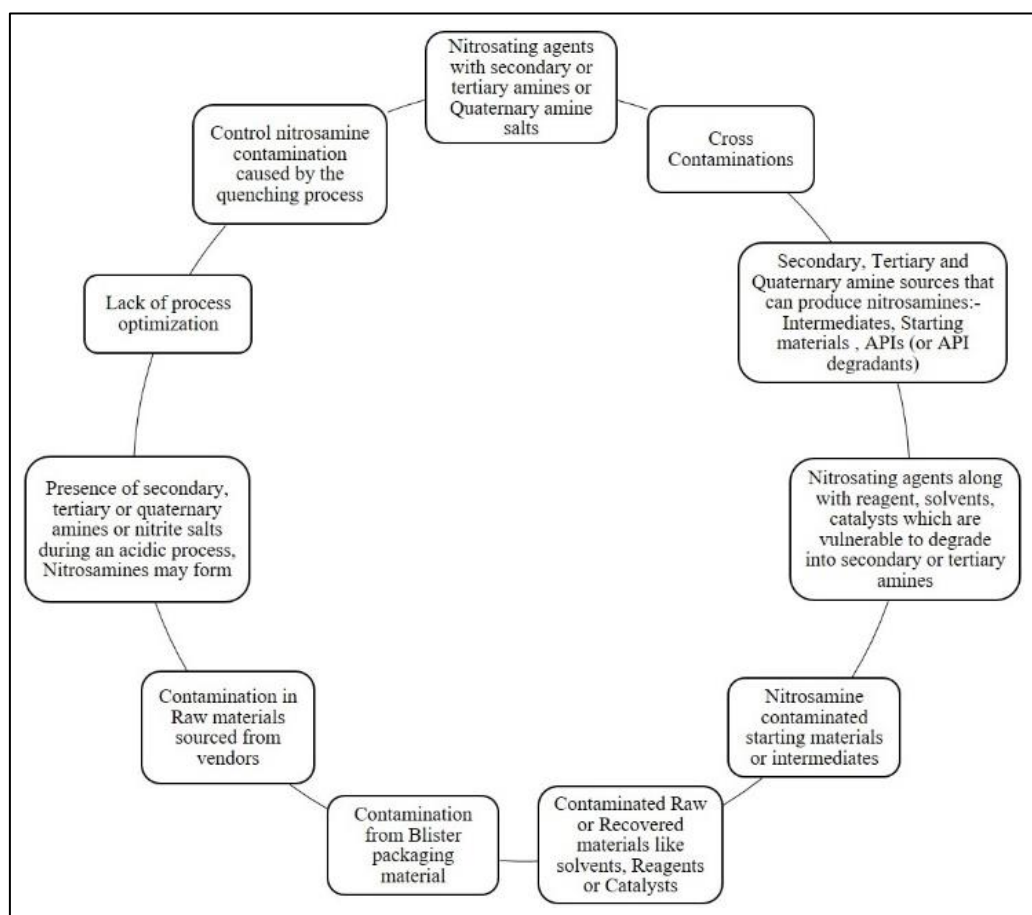 Nitrosating agents
with secondary or
tertiary amines or
Quaternary amine
salts
Cross
Contaminations
Secondary, Tertiary and
Quaternary amine sources that
can produce nitrosamines:-
Intermediates, Starting
materials , APIs (or API
degradants)
Nitrosating agents along
with reagent, solvents,
catalysts which are
vulnerable to degrade
into secondary or tertiary
amines
Nitrosamine
contaminated
starting materials
or intermediates
Contaminated Raw
or Recovered
materials like
solvents, Reagents
or Catalysts
Contamination
from Blister
packaging
material
Contamination in
Raw materials
sourced from
vendors
Presence of secondary,
tertiary or quaternary
amines or nitrite salts
during an acidic process,
Nitrosamines may form
Lack of process
optimization
Control nitrosamine
contamination
caused by the
quenching process